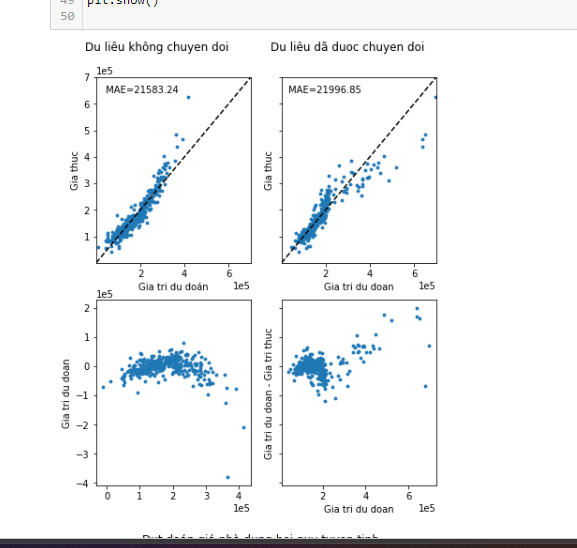 49 plt.show()
50
Du liêu không chuyen doi
Du liêu dã duoc chuyen doi
1e5
7
6
5
4
3
2
1
MAE=21583.24
MAE=21996.85
Gia thuc
Gia thuc
2 4 6
1e5
2 4 6
1e5
Gia tri du doán
Gia tri du doan
1e5
2
1
0
−1
−2
−3
−4
Gia tri du doan
Gia tri du doan - Gia tri thuc
0 1 2 3 4
1e5
2 4 6
Gia tri du doan 1e5